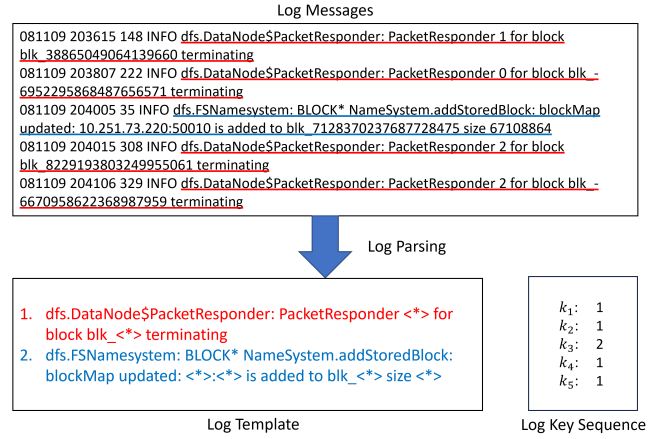 Log Messages
081109 203615 148 INFO dfs.DataNode$PacketResponder: PacketResponder 1 for block
blk_38865049064139660 terminating
081109 203807 222 INFO dfs.DataNode$PacketResponder: PacketResponder 0 for block blk_-
6952295868487656571 terminating
081109 204005 35 INFO dfs.FSNamesystem: BLOCK* NameSystem.addStoredBlock: blockMap
updated: 10.251.73.220:50010 is added to blk_7128370237687728475 size 67108864
081109 204015 308 INFO dfs.DataNode$PacketResponder: PacketResponder 2 for block
blk_8229193803249955061 terminating
081109 204106 329 INFO dfs.DataNode$PacketResponder: PacketResponder 2 for block blk_-
6670958622368987959 terminating
Log Parsing
1. dfs.DataNode$PacketResponder: PacketResponder <*> for
block blk_<*> terminating
2. dfs.FSNamesystem: BLOCK* NameSystem.addStoredBlock:
blockMap updated: <*>:<*> is added to blk_<*> size <*>
Log Template
k₁: 1
k₂: 1
k₃: 2
k₄: 1
k₅: 1
Log Key Sequence